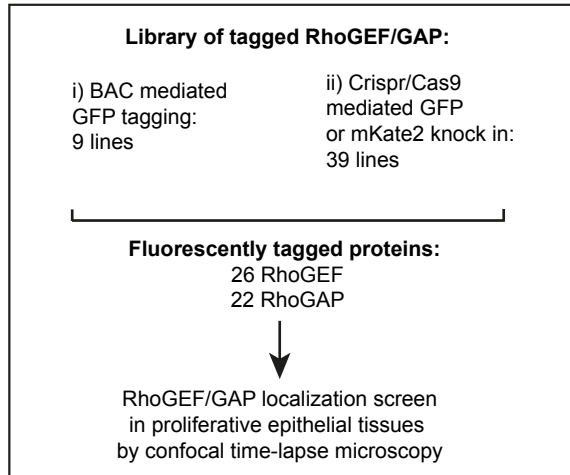 Library of tagged RhoGEF/GAP:
i) BAC mediated
GFP tagging:
9 lines
ii) Crispr/Cas9
mediated GFP
or mKate2 knock in:
39 lines
Fluorescently tagged proteins:
26 RhoGEF
22 RhoGAP
RhoGEF/GAP localization screen
in proliferative epithelial tissues
by confocal time-lapse microscopy